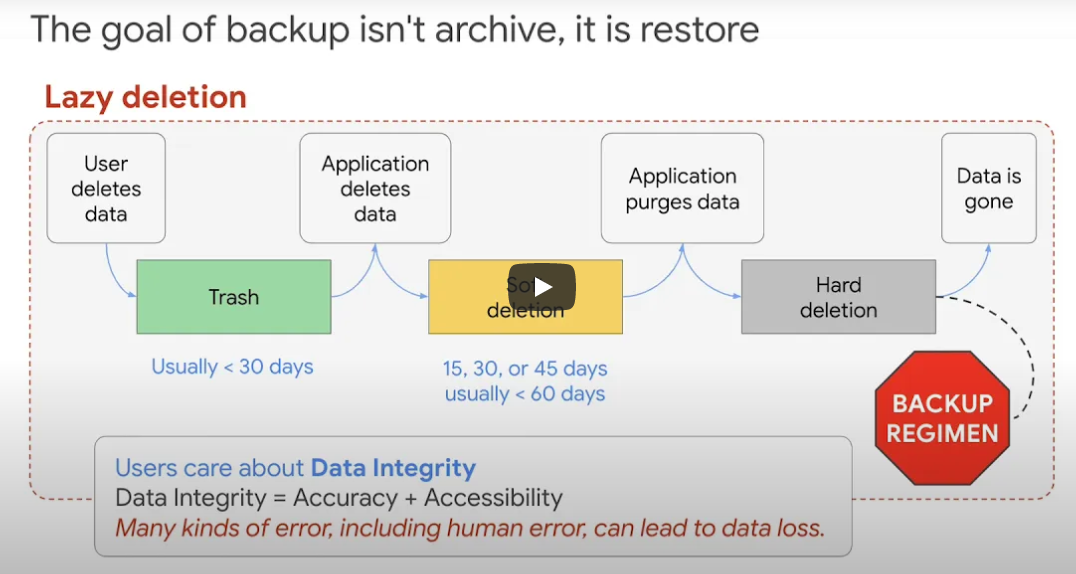 The goal of backup isn't archive, it is restore
Lazy deletion
User
deletes
data
Application
deletes
data
Application
purges data
Data is
gone
Trash
deletion
Hard
deletion
Usually < 30 days
15, 30, or 45 days
usually < 60 days
BACKUP
REGIMEN
Users care about Data Integrity
Data Integrity = Accuracy + Accessibility
Many kinds of error, including human error, can lead to data loss.